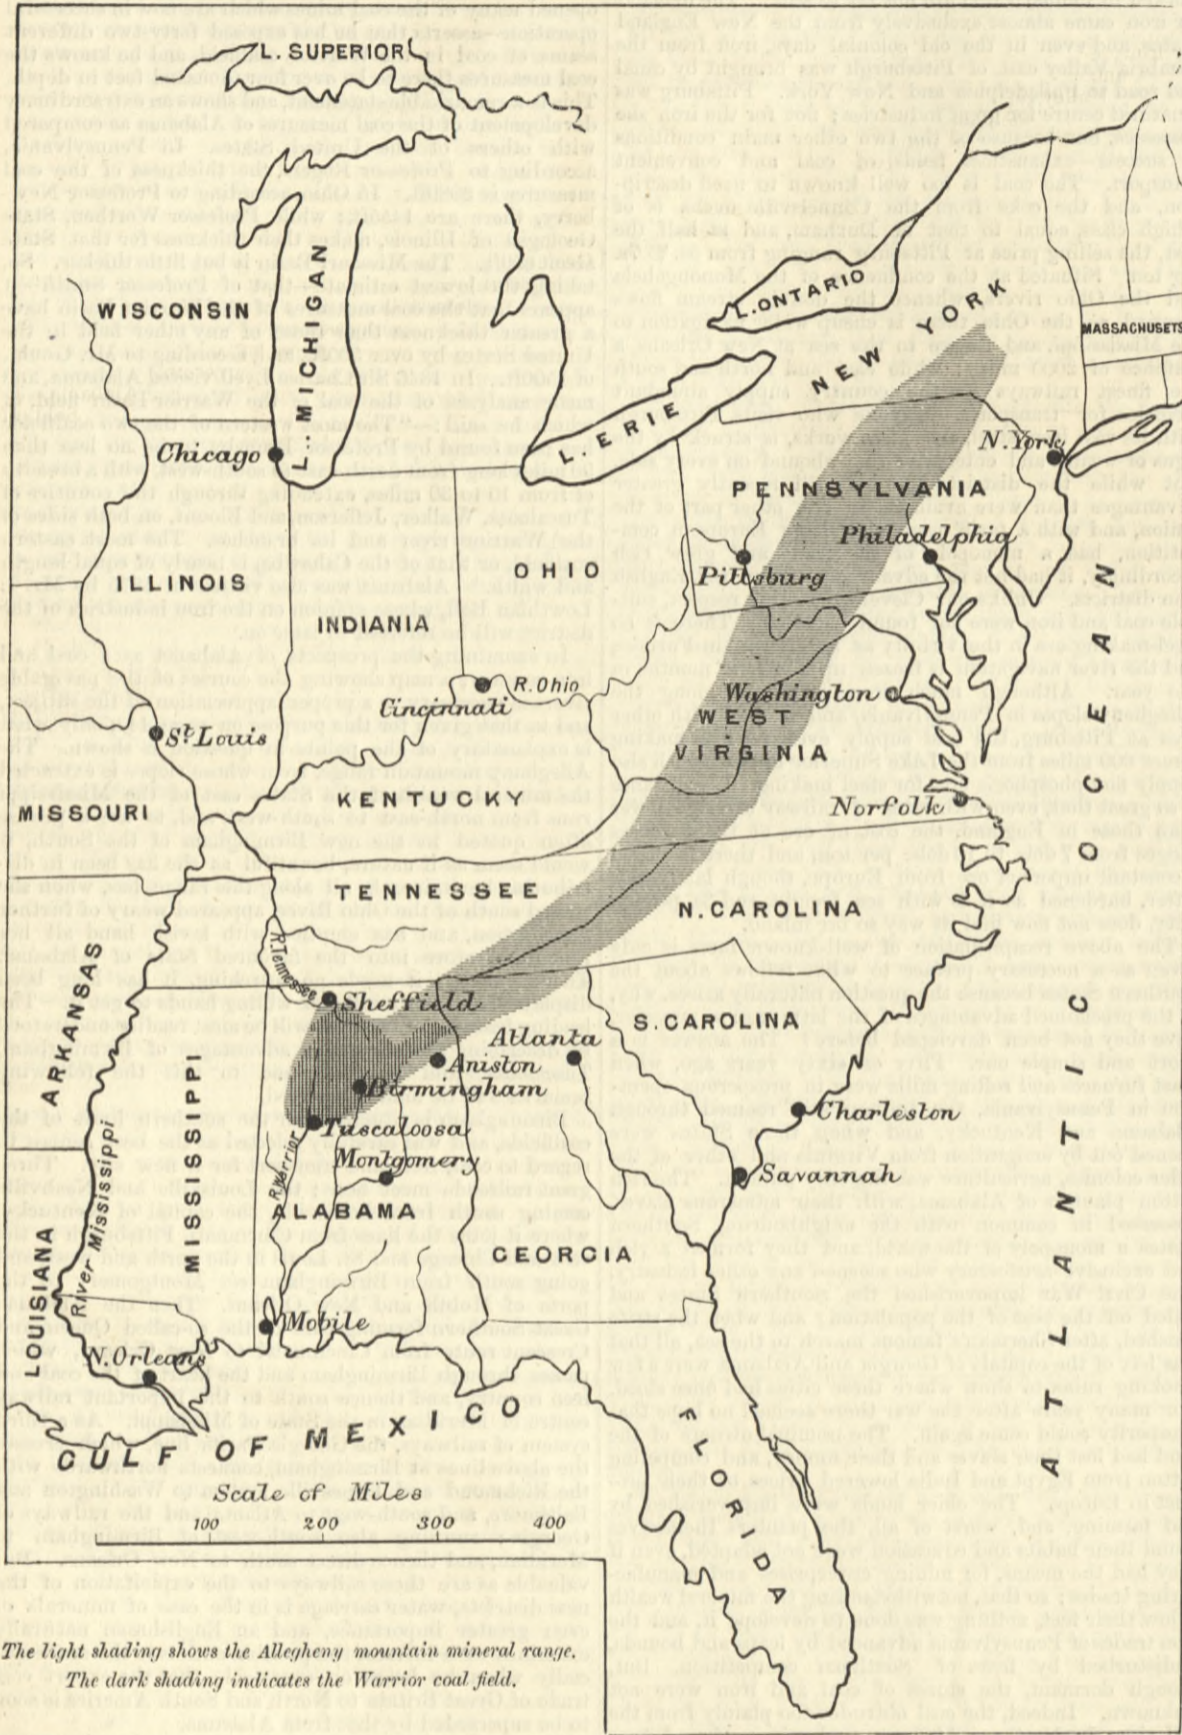 L. SUPERIOR
WISCONSIN
L. MICHIGAN
L. ONTARIO
NEW YORK
MASSACHUSETS
Chicago
L. ERIE
N. York
PENNSYLVANIA
Philadelphia
ILLINOIS
OHIO
Pittsburg
INDIANIA
R. Ohio
Cincinnati
Washington
WEST
VIRGINIA
St. Louis
KENTUCKY
MISSOURI
Norfolk
TENNESSEE
N. CAROLINA
R. Tennessee
Sheffield
ARKANSAS
S. CAROLINA
Atlanta
Aniston
Birmingham
MISSISSIPPI
Charleston
Tuscaloosa
Montgomery
R. Warrior
Savannah
River Mississippi
ALABAMA
GEORGIA
LOUISIANA
Mobile
N. Orleans
ATLANTIC OCEAN
GULF OF MEXICO
FLORIDA
Scale of Miles
100 200 300 400
The light shading shows the Allegheny mountain mineral range.
The dark shading indicates the Warrior coal field.